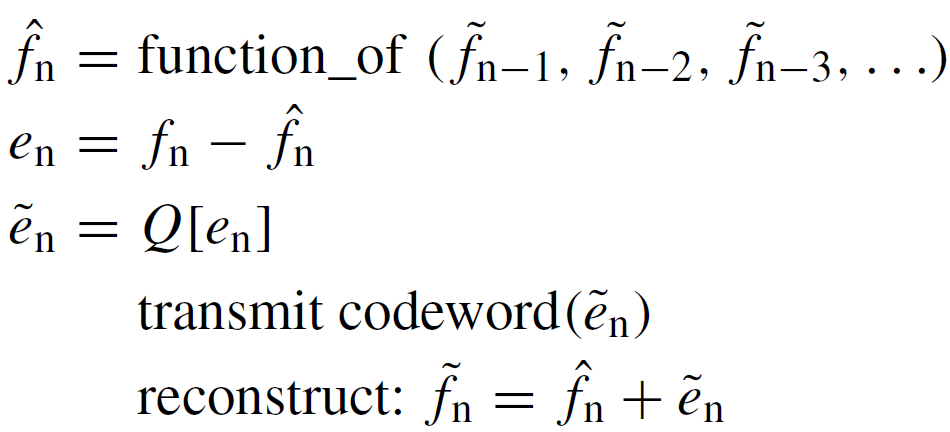 f̂ₙ = function_of (f̃ₙ₋₁, f̃ₙ₋₂, f̃ₙ₋₃, . . .)
eₙ = fₙ − f̂ₙ
ẽₙ = Q[eₙ]
transmit codeword(ẽₙ)
reconstruct: f̃ₙ = f̂ₙ + ẽₙ